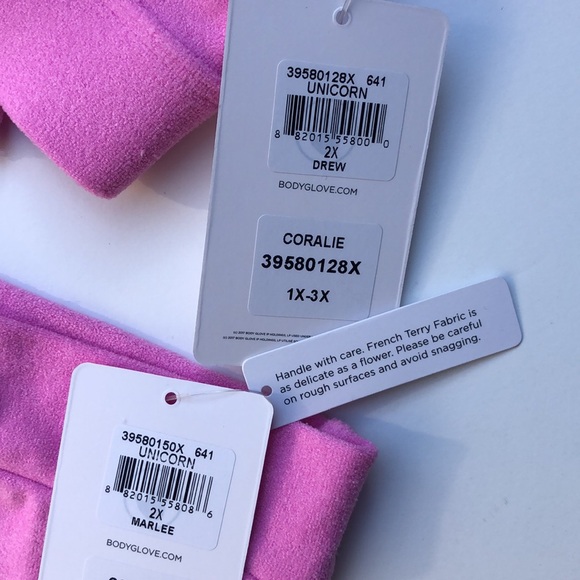 39580128X 641
UNICORN
8 82015 55800 0
2X
DREW
BODYGLOVE.COM
CORALIE
39580128X
1X-3X
Handle with care. French Terry Fabric is
as delicate as a flower. Please be careful
on rough surfaces and avoid snagging.
39580150X 641
UNICORN
8 82015 55808 6
2X
MARLEE
BODYGLOVE.COM